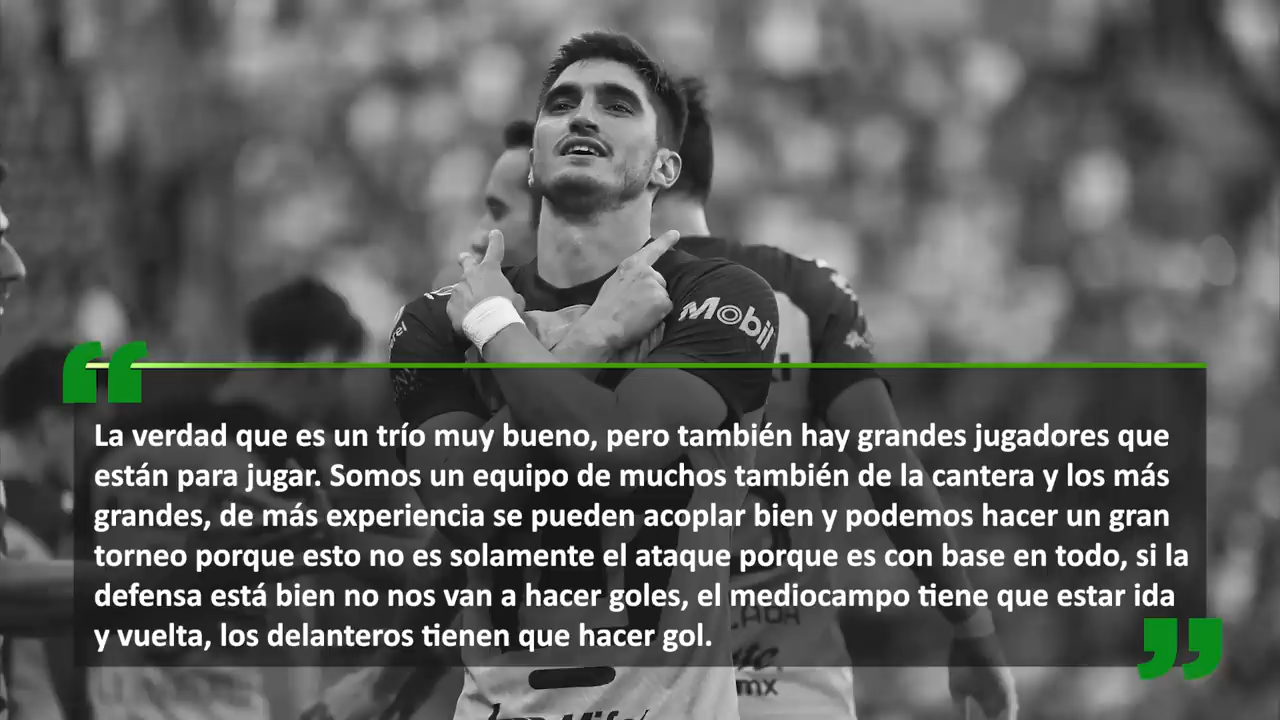 Mobil
La verdad que es un trío muy bueno, pero también hay grandes jugadores que
están para jugar. Somos un equipo de muchos también de la cantera y los más
grandes, de más experiencia se pueden acoplar bien y podemos hacer un gran
torneo porque esto no es solamente el ataque porque es con base en todo, si la
defensa está bien no nos van a hacer goles, el mediocampo tiene que estar ida
y vuelta, los delanteros tienen que hacer gol.